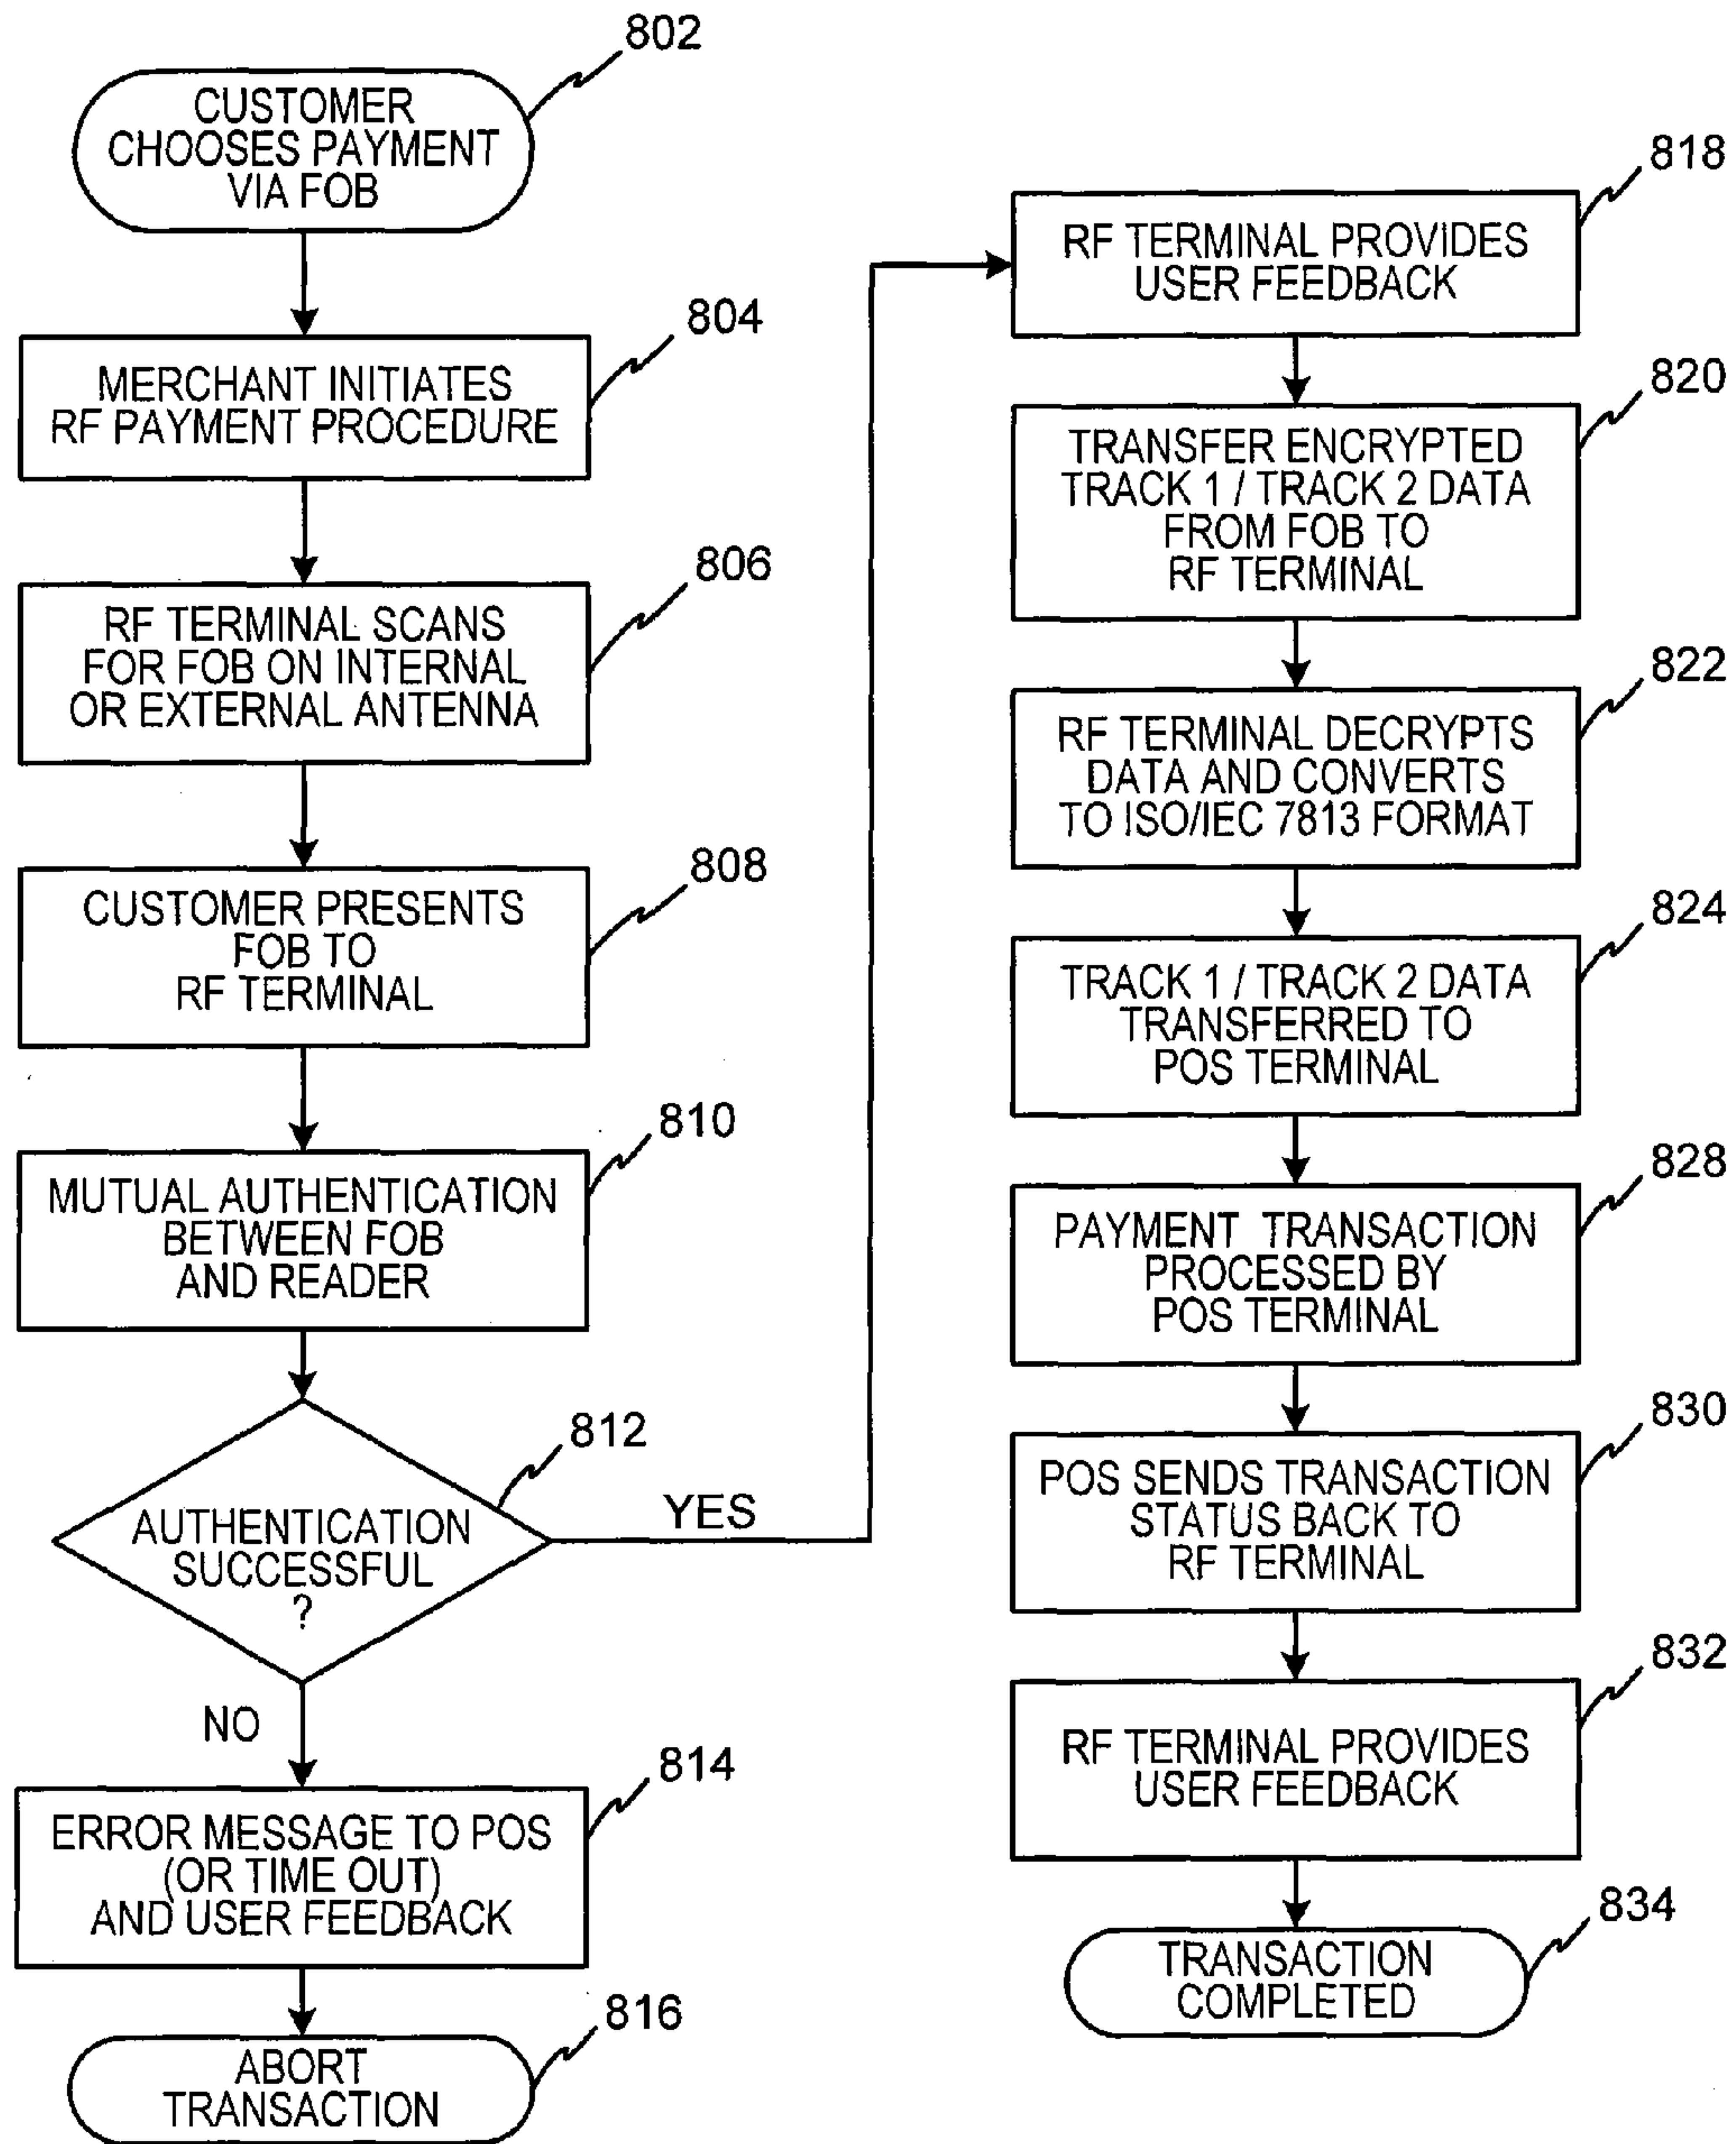 802
CUSTOMER
CHOOSES PAYMENT
VIA FOB
804
MERCHANT INITIATES
RF PAYMENT PROCEDURE
806
RF TERMINAL SCANS
FOR FOB ON INTERNAL
OR EXTERNAL ANTENNA
808
CUSTOMER PRESENTS
FOB TO
RF TERMINAL
810
MUTUAL AUTHENTICATION
BETWEEN FOB
AND READER
812
AUTHENTICATION
SUCCESSFUL
?
YES
NO
814
ERROR MESSAGE TO POS
(OR TIME OUT)
AND USER FEEDBACK
816
ABORT
TRANSACTION
818
RF TERMINAL PROVIDES
USER FEEDBACK
820
TRANSFER ENCRYPTED
TRACK 1 / TRACK 2 DATA
FROM FOB TO
RF TERMINAL
822
RF TERMINAL DECRYPTS
DATA AND CONVERTS
TO ISO/IEC 7813 FORMAT
824
TRACK 1 / TRACK 2 DATA
TRANSFERRED TO
POS TERMINAL
828
PAYMENT TRANSACTION
PROCESSED BY
POS TERMINAL
830
POS SENDS TRANSACTION
STATUS BACK TO
RF TERMINAL
832
RF TERMINAL PROVIDES
USER FEEDBACK
834
TRANSACTION
COMPLETED